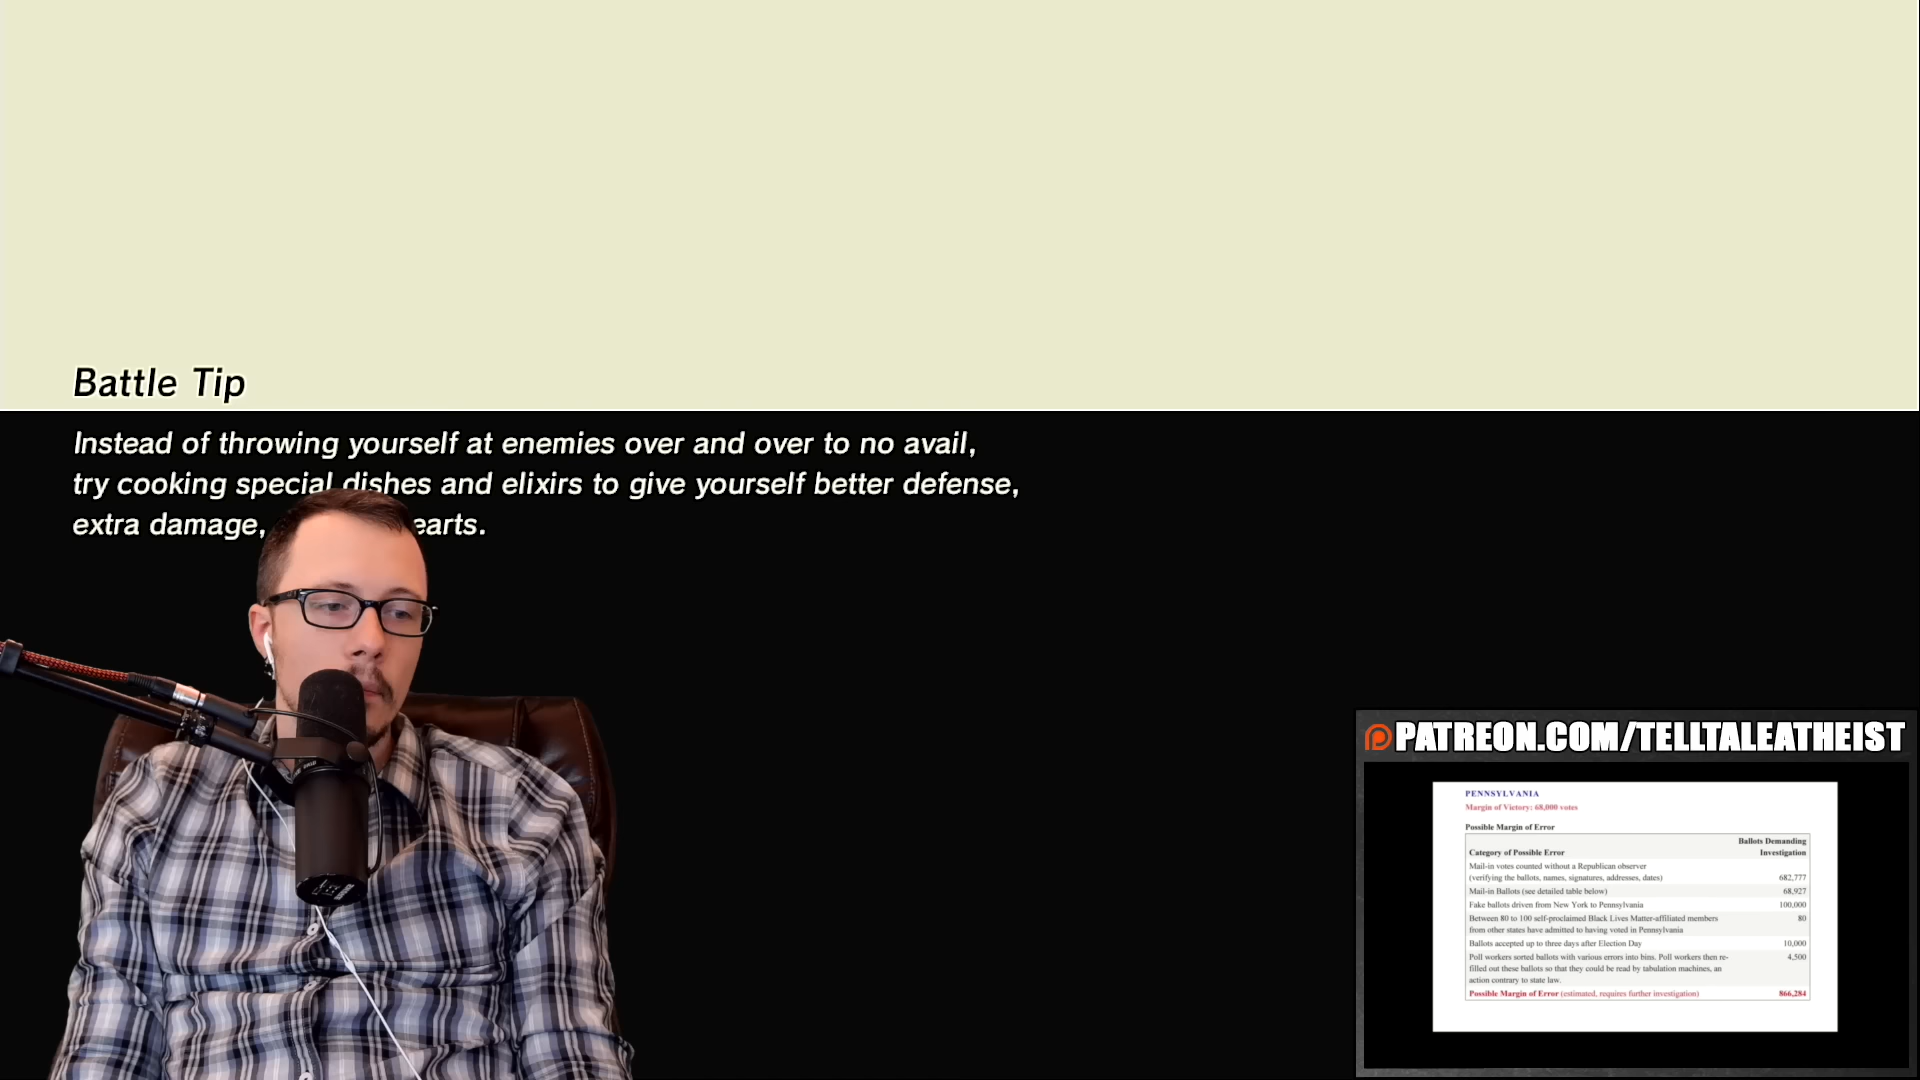 Battle Tip
Instead of throwing yourself at enemies over and over to no avail,
try cooking special dishes and elixirs to give yourself better defense,
extra damage, earts.
PATREON.COM/TELLTALEATHEIST
PENNSYLVANIA
Margin of Victory: 68,000 votes
Possible Margin of Error
Ballots Demanding
Category of Possible Error Investigation
Mail-in votes counted without a Republican observer
(verifying the ballots, names, signatures, addresses, dates) 682,777
Mail-in Ballots (see detailed table below) 68,927
Fake ballots driven from New York to Pennsylvania 100,000
Between 80 to 100 self-proclaimed Black Lives Matter-affiliated members 80
from other states have admitted to having voted in Pennsylvania
Ballots accepted up to three days after Election Day 10,000
Poll workers sorted ballots with various errors into bins. Poll workers then re- 4,500
filled out these ballots so that they could be read by tabulation machines, an
action contrary to state law.
Possible Margin of Error (estimated, requires further investigation) 866,284